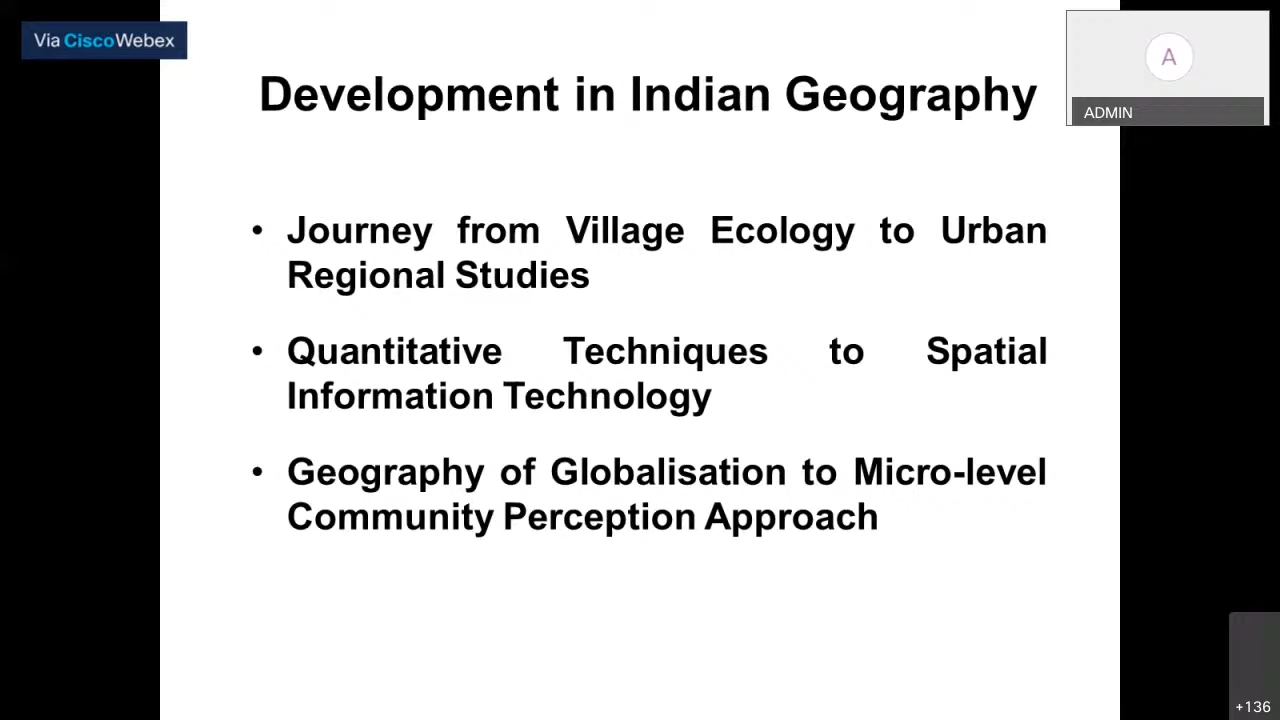 Via CiscoWebex
A
ADMIN
Development in Indian Geography
• Journey from Village Ecology to Urban
Regional Studies
• Quantitative Techniques to Spatial
Information Technology
• Geography of Globalisation to Micro-level
Community Perception Approach
+136